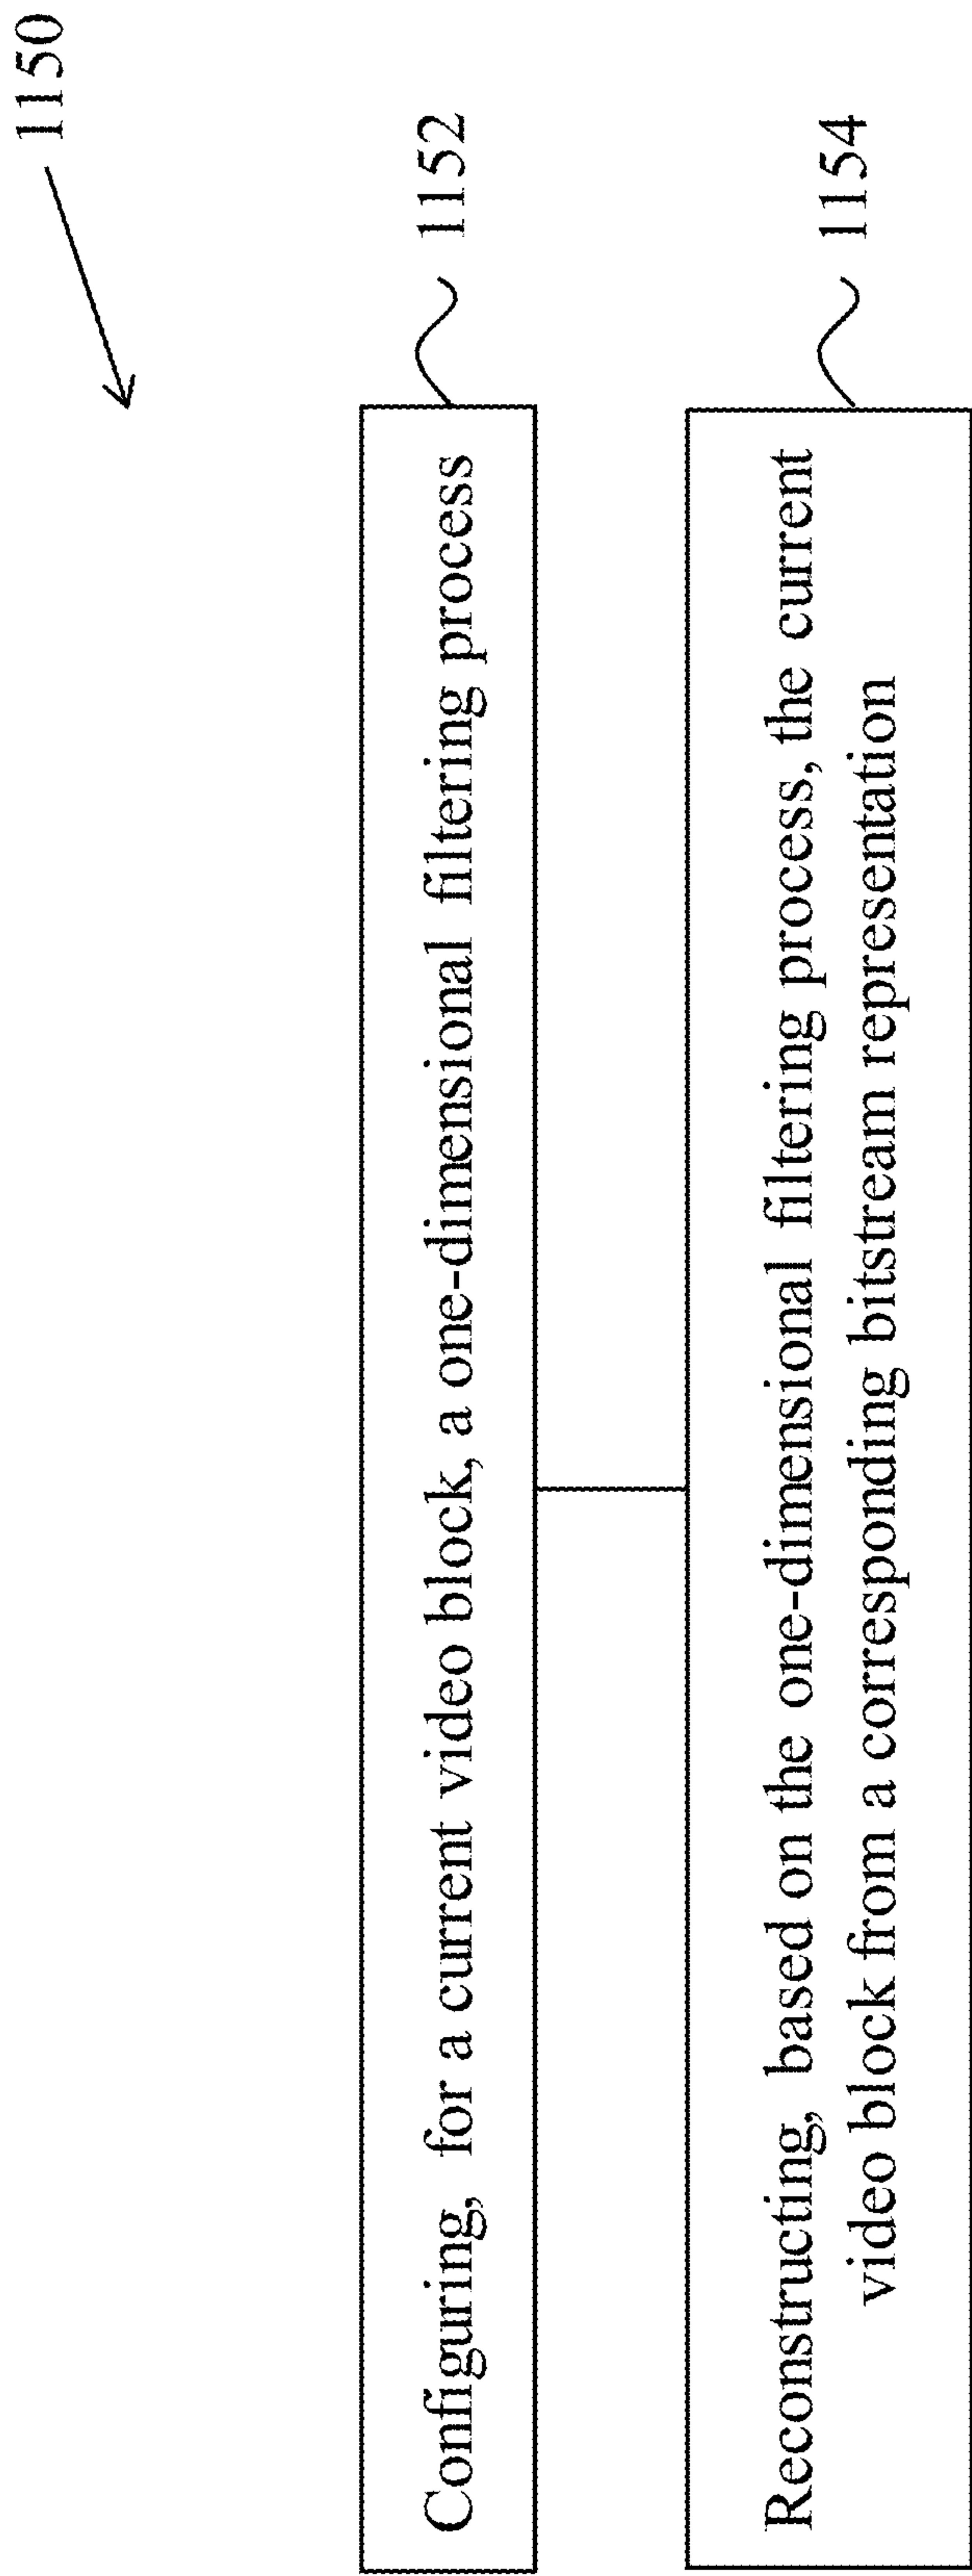 1150
Configuring, for a current video block, a one-dimensional filtering process
1152
Reconstructing, based on the one-dimensional filtering process, the current
video block from a corresponding bitstream representation
1154